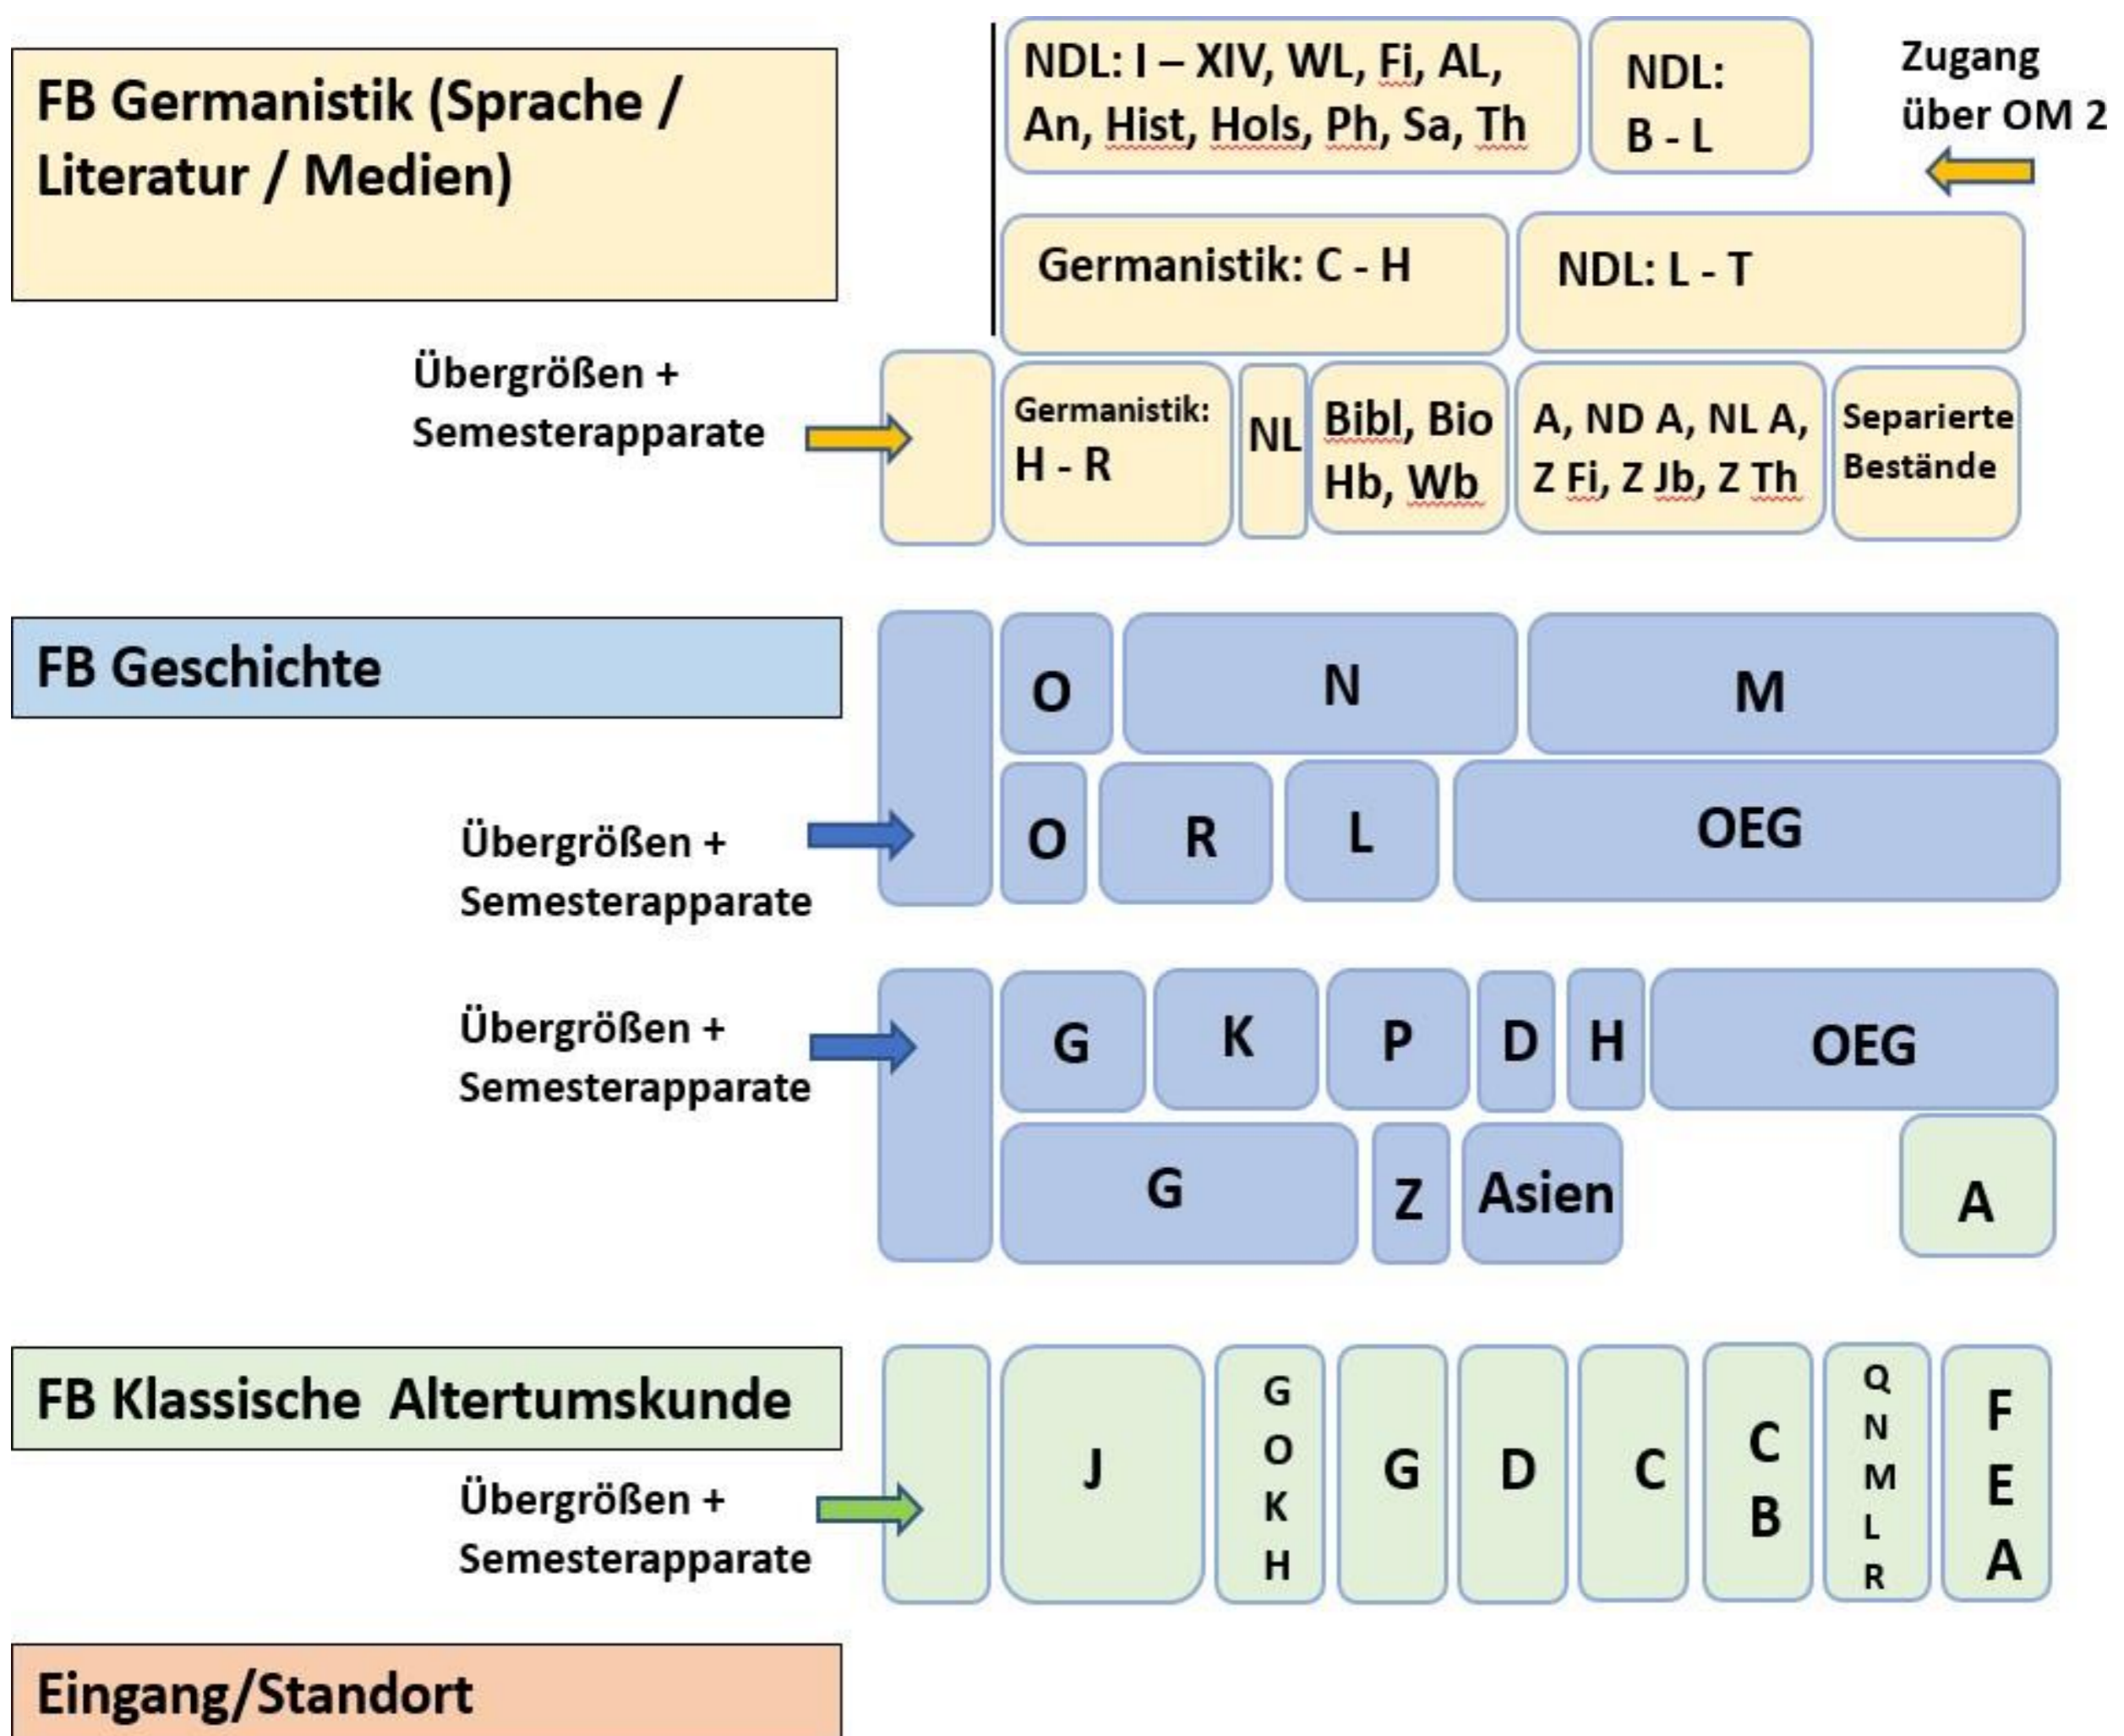 FB Germanistik (Sprache /
Literatur / Medien)
NDL: I – XIV, WL, Fi, AL,
An, Hist, Hols, Ph, Sa, Th
NDL:
B - L
Zugang
über OM 2
Germanistik: C - H
NDL: L - T
Übergrößen +
Semesterapparate
Germanistik:
H - R
NL
Bibl, Bio
Hb, Wb
A, ND A, NL A,
Z Fi, Z Jb, Z Th
Separierte
Bestände
FB Geschichte
O
N
M
Übergrößen +
Semesterapparate
O
R
L
OEG
Übergrößen +
Semesterapparate
G
K
P
D
H
OEG
G
Z
Asien
A
FB Klassische Altertumskunde
Übergrößen +
Semesterapparate
J
G
O
K
H
G
D
C
C
B
Q
N
M
L
R
F
E
A
Eingang/Standort